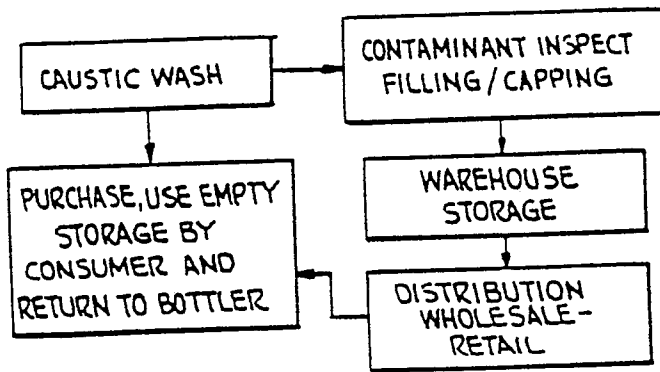 CAUSTIC WASH
CONTAMINANT INSPECT
FILLING/CAPPING
PURCHASE, USE EMPTY
STORAGE BY
CONSUMER AND
RETURN TO BOTTLER
WAREHOUSE
STORAGE
DISTRIBUTION
WHOLESALE-
RETAIL